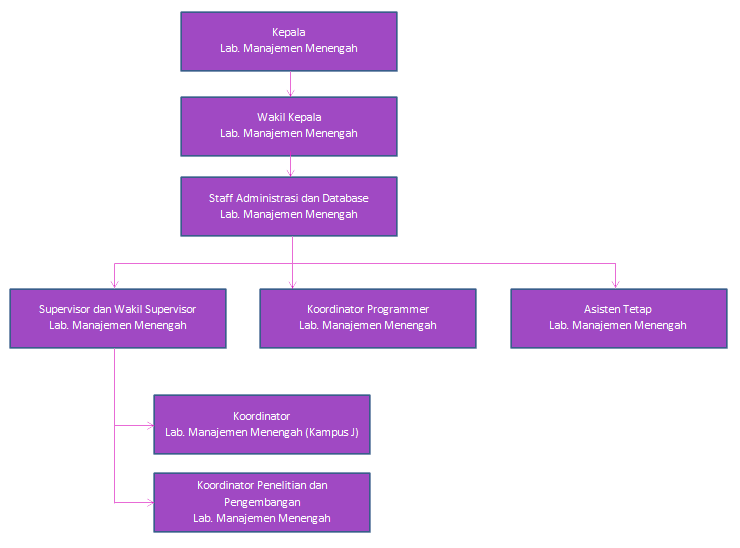 Kepala
Lab. Manajemen Menengah
Wakil Kepala
Lab. Manajemen Menengah
Staff Administrasi dan Database
Lab. Manajemen Menengah
Supervisor dan Wakil Supervisor
Lab. Manajemen Menengah
Koordinator Programmer
Lab. Manajemen Menengah
Asisten Tetap
Lab. Manajemen Menengah
Koordinator
Lab. Manajemen Menengah (Kampus J)
Koordinator Penelitian dan
Pengembangan
Lab. Manajemen Menengah